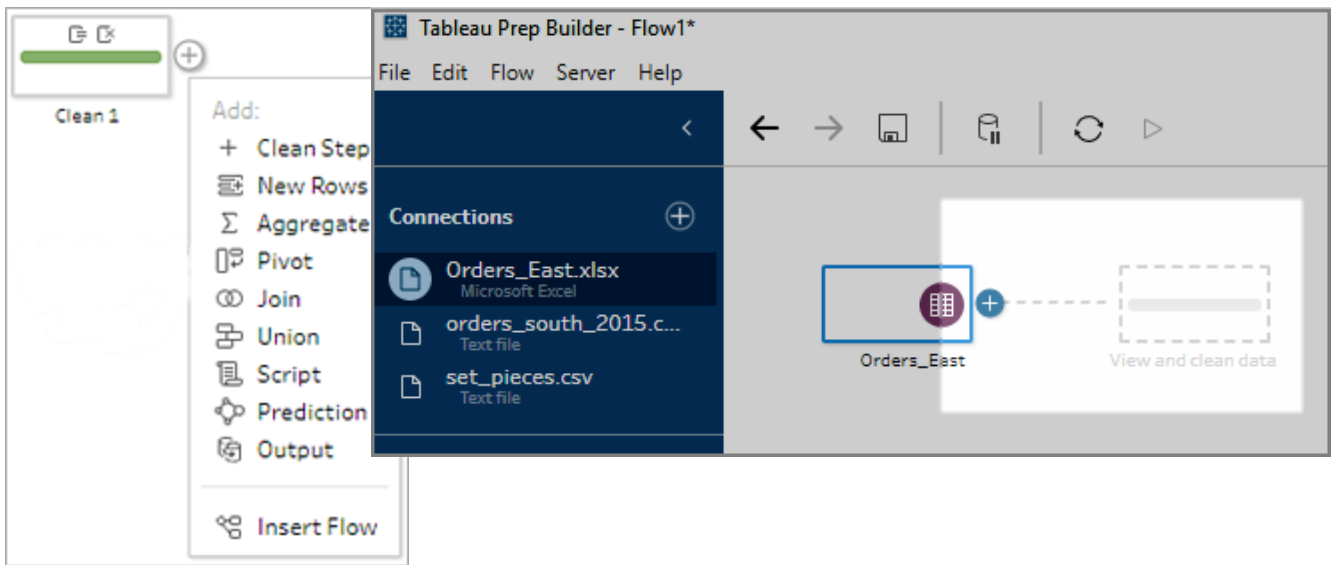 Clean 1
Add:
Clean Step
New Rows
Aggregate
Pivot
Join
Union
Script
Prediction
Output
Insert Flow
Tableau Prep Builder - Flow1*
File Edit Flow Server Help
Connections
Orders_East.xlsx
Microsoft Excel
orders_south_2015.c...
Text file
set_pieces.csv
Text file
Orders_East
View and clean data